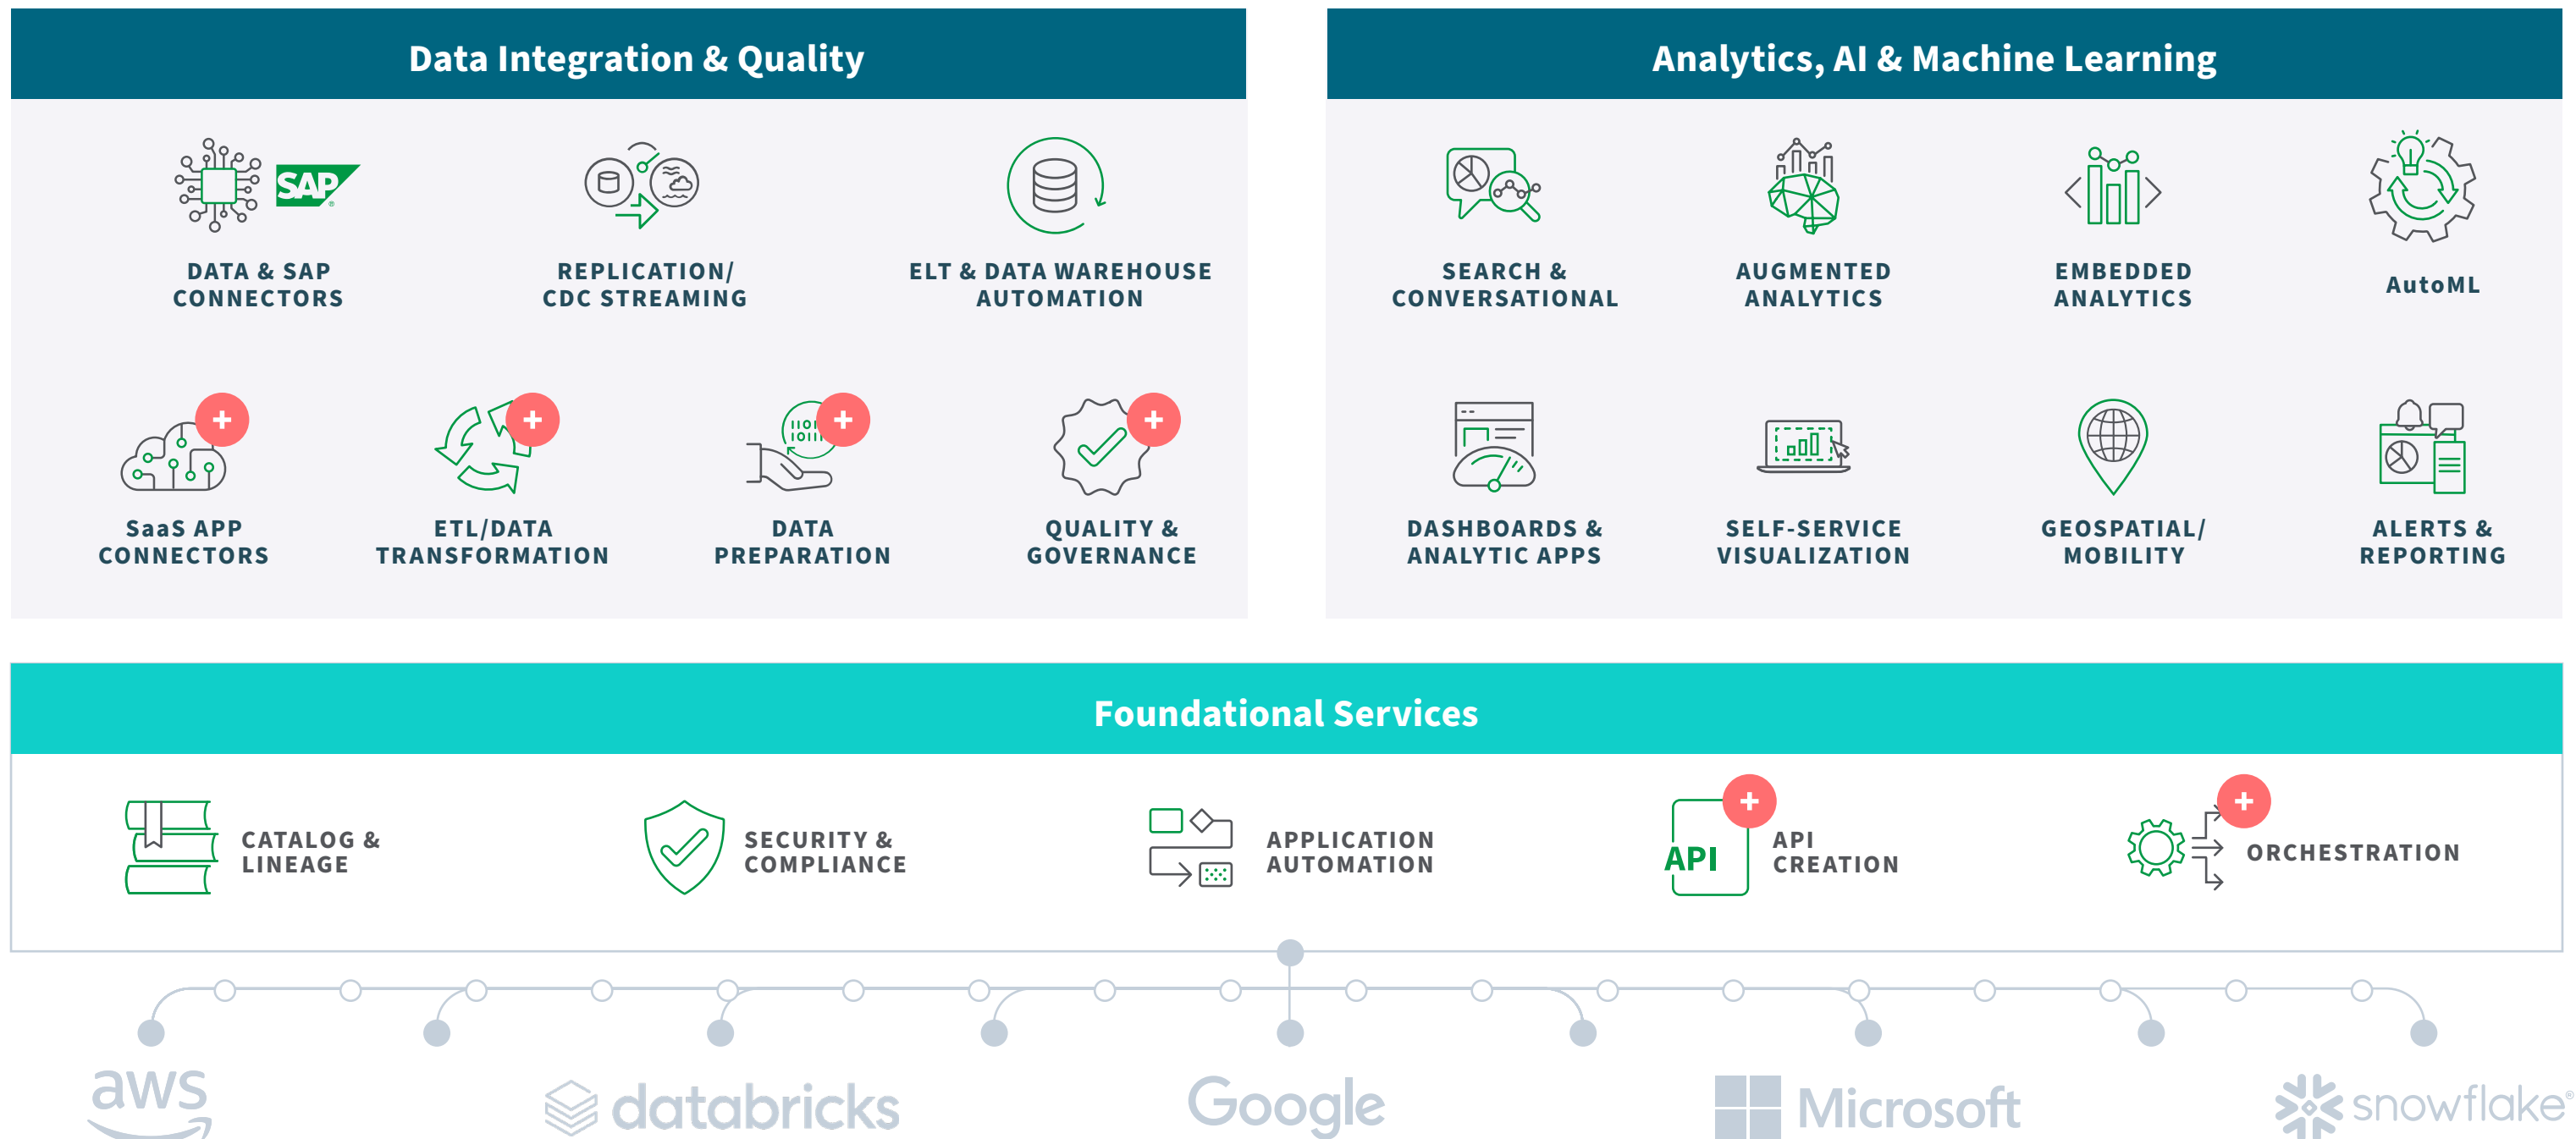 Data Integration & Quality
SAP
®
DATA & SAP
CONNECTORS
REPLICATION/
CDC STREAMING
ELT & DATA WAREHOUSE
AUTOMATION
SaaS APP
CONNECTORS
ETL/DATA
TRANSFORMATION
DATA
PREPARATION
QUALITY &
GOVERNANCE
Analytics, AI & Machine Learning
SEARCH &
CONVERSATIONAL
AUGMENTED
ANALYTICS
EMBEDDED
ANALYTICS
AutoML
DASHBOARDS &
ANALYTIC APPS
SELF-SERVICE
VISUALIZATION
GEOSPATIAL/
MOBILITY
ALERTS &
REPORTING
Foundational Services
CATALOG &
LINEAGE
SECURITY &
COMPLIANCE
APPLICATION
AUTOMATION
API
API
CREATION
ORCHESTRATION
aws
databricks
Google
Microsoft
snowflake®